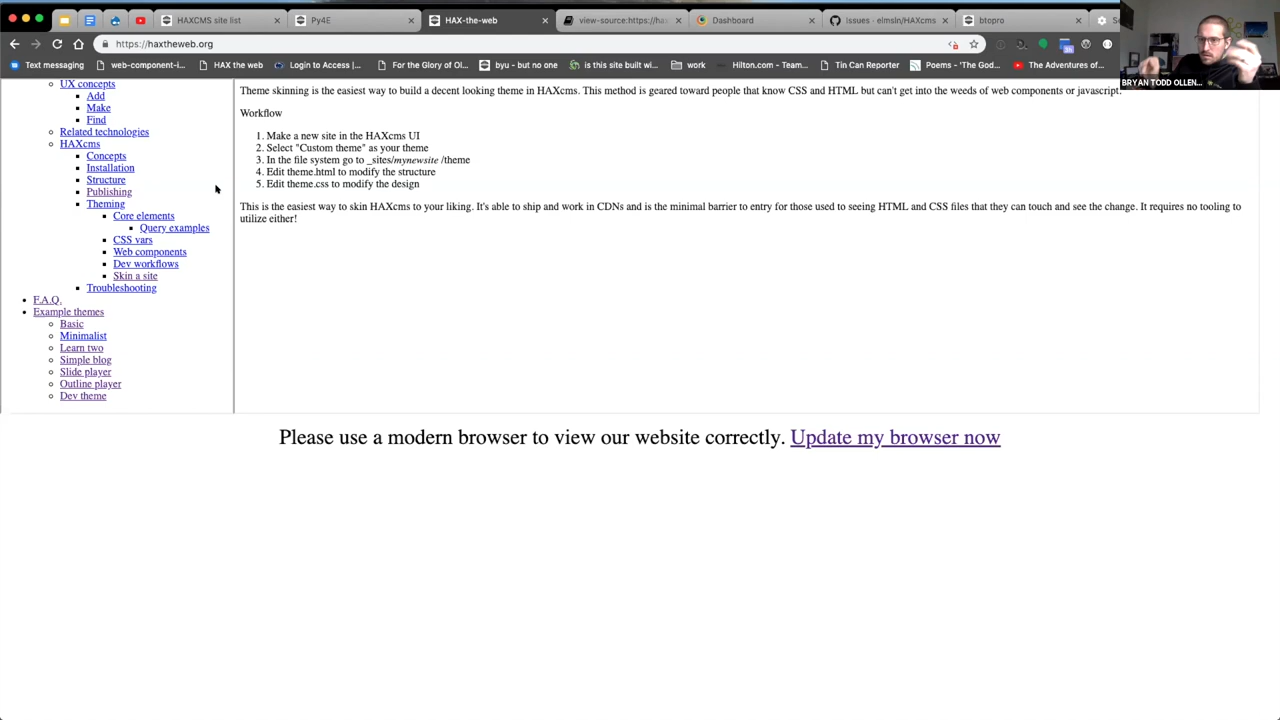 HAXCMS site list
Py4E
HAX-the-web
view-source:https://hax
Dashboard
Issues · elmsln/HAXcms
btopro
https://haxtheweb.org
Text messaging
web-component-i...
HAX the web
Login to Access |...
For the Glory of Ol...
byu - but no one
is this site built wi...
work
Hilton.com - Team...
Tin Can Reporter
Poems - 'The God...
The Adventures of
BRYAN TODD OLLEN...
UX concepts
Add
Make
Find
Related technologies
HAXcms
Concepts
Installation
Structure
Publishing
Theming
Core elements
Query examples
CSS vars
Web components
Dev workflows
Skin a site
Troubleshooting
F.A.Q.
Example themes
Basic
Minimalist
Learn two
Simple blog
Slide player
Outline player
Dev theme
Theme skinning is the easiest way to build a decent looking theme in HAXcms. This method is geared toward people that know CSS and HTML but can't get into the weeds of web components or javascript.
Workflow
1. Make a new site in the HAXcms UI
2. Select "Custom theme" as your theme
3. In the file system go to _sites/mynewsite /theme
4. Edit theme.html to modify the structure
5. Edit theme.css to modify the design
This is the easiest way to skin HAXcms to your liking. It's able to ship and work in CDNs and is the minimal barrier to entry for those used to seeing HTML and CSS files that they can touch and see the change. It requires no tooling to
utilize either!
Please use a modern browser to view our website correctly. Update my browser now